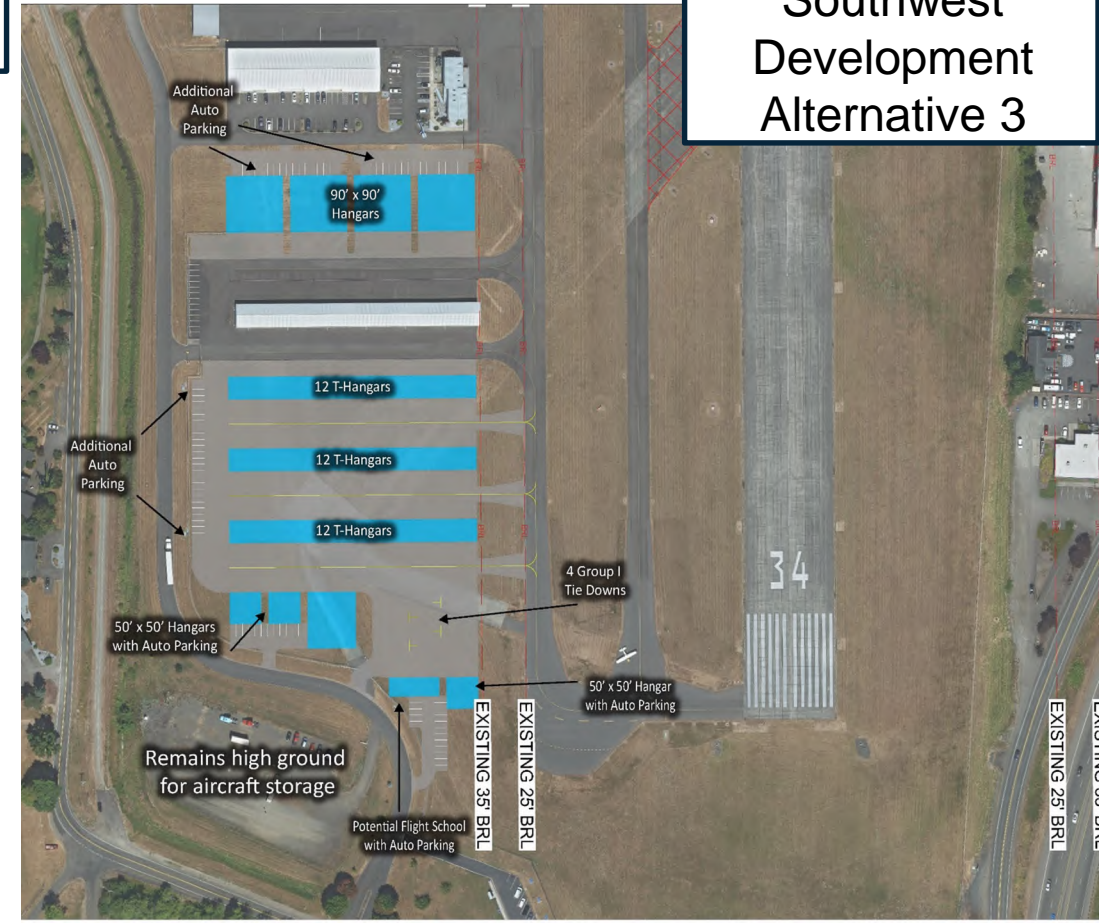 Southwest
Development
Alternative 3
Additional
Auto
Parking
90' x 90'
Hangars
12 T-Hangars
12 T-Hangars
12 T-Hangars
Additional
Auto
Parking
4 Group I
Tie Downs
34
50' x 50' Hangars
with Auto Parking
50' x 50' Hangar
with Auto Parking
Remains high ground
for aircraft storage
Potential Flight School
with Auto Parking
EXISTING 35' BRL
EXISTING 25' BRL
EXISTING 25' BRL